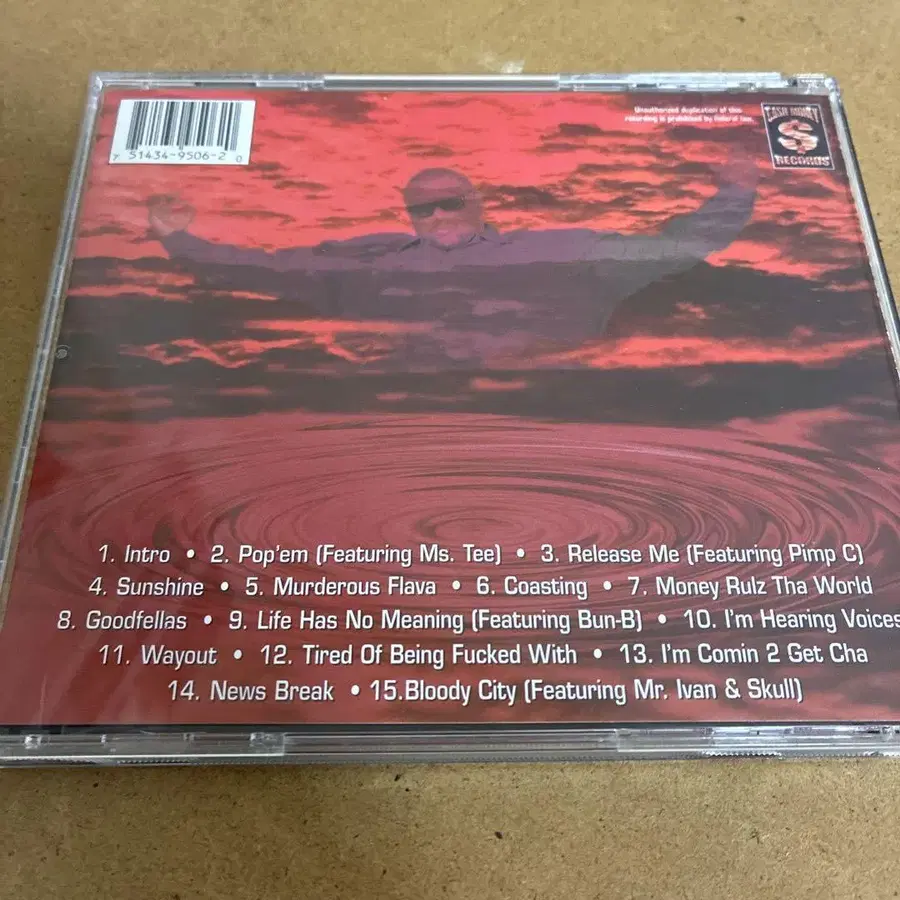 7 51434-9506-2 0
Unauthorized duplication of this
recording is prohibited by federal law.
CASH MONEY
$
RECORDS
1. Intro • 2. Pop'em (Featuring Ms. Tee) • 3. Release Me (Featuring Pimp C)
4. Sunshine • 5. Murderous Flava • 6. Coasting • 7. Money Rulz Tha World
8. Goodfellas • 9. Life Has No Meaning (Featuring Bun-B) • 10. I'm Hearing Voices
11. Wayout • 12. Tired Of Being Fucked With • 13. I'm Comin 2 Get Cha
14. News Break • 15.Bloody City (Featuring Mr. Ivan & Skull)